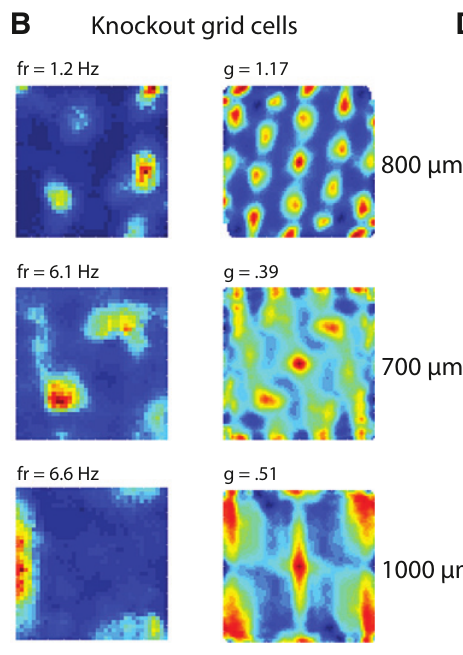 B Knockout grid cells
fr = 1.2 Hz g = 1.17
800 µm
fr = 6.1 Hz g = .39
700 µm
fr = 6.6 Hz g = .51
1000 µ